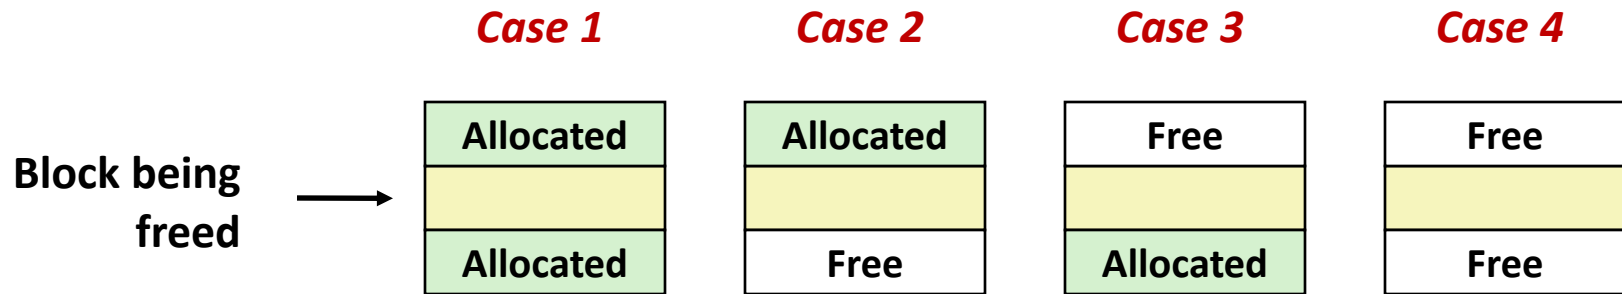 Case 1 Case 2 Case 3 Case 4
Allocated Allocated Free Free
Block being
freed
Allocated Free Allocated Free